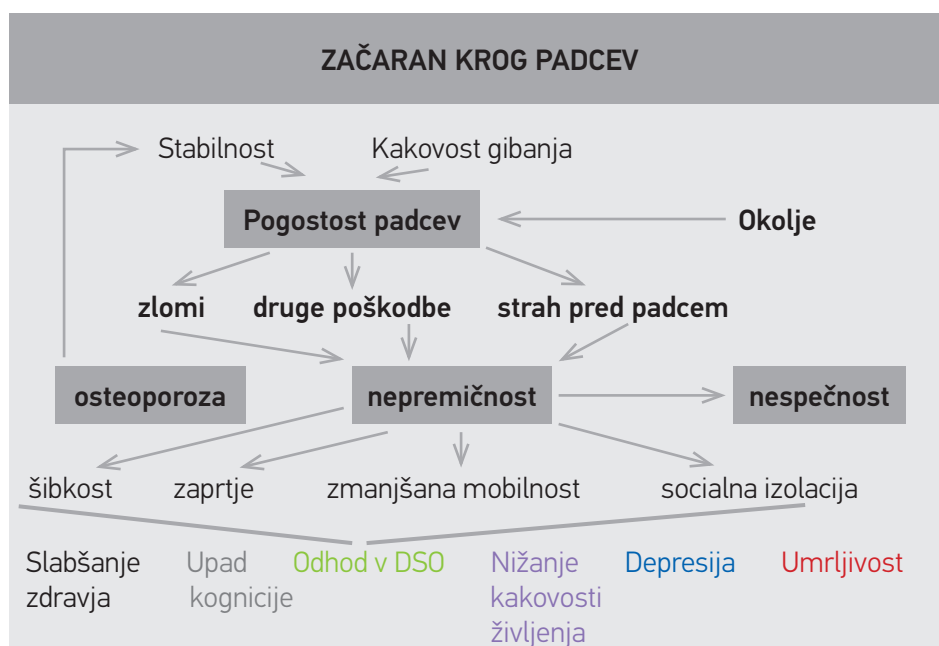 ZAČARAN KROG PADCEV
Stabilnost
Kakovost gibanja
Pogostost padcev
Okolje
zlomi
druge poškodbe
strah pred padcem
osteoporoza
nepremičnost
nespečnost
šibkost
zaprtje
zmanjšana mobilnost
socialna izolacija
Slabšanje
zdravja
Upad
kognicije
Odhod v DSO
Nižanje
kakovosti
življenja
Depresija
Umrljivost